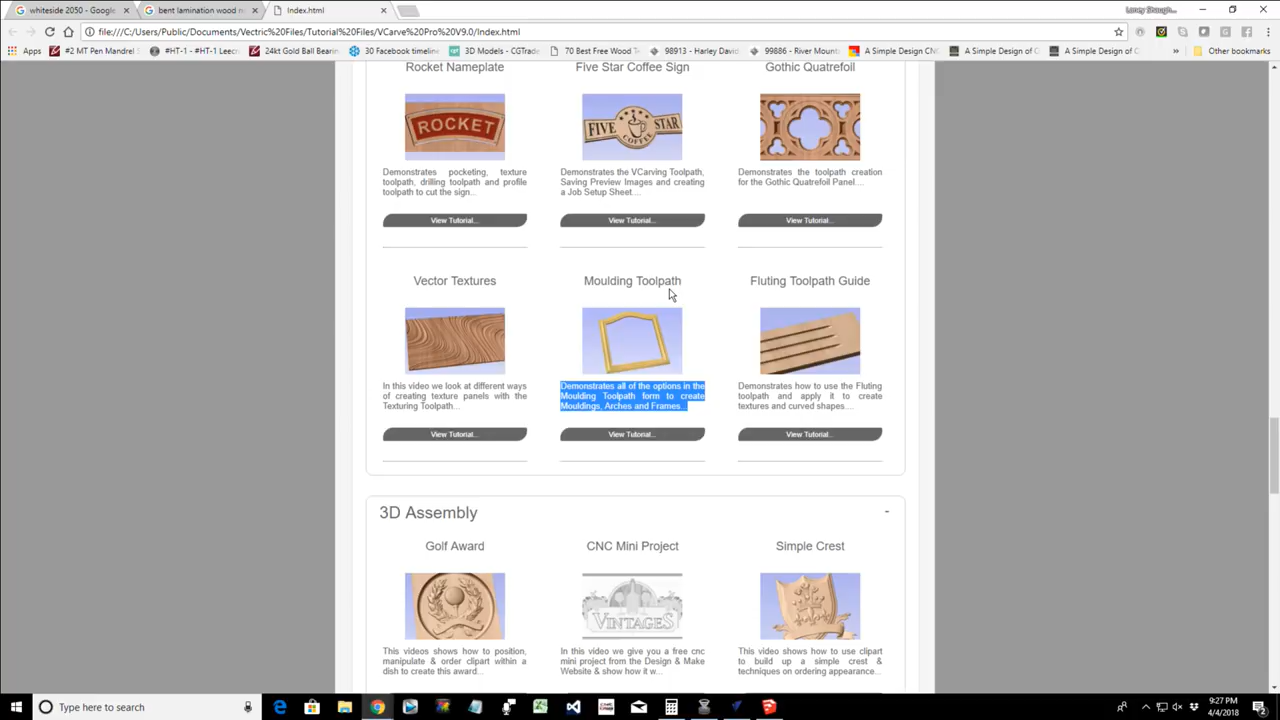 whiteside 2050 - Google
bent lamination wood m
Index.html
file:///C:/Users/Public/Documents/Vectric%20Files/Tutorial%20Files/VCarve%20Pro%20V9.0/Index.html
Apps
#2 MT Pen Mandrel
#HT-1 - HT-1 Leecr
24kt Gold Ball Bearin
30 Facebook timeline
3D Models - CGTrade
70 Best Free Wood T
98913 - Harley David
99886 - River Mount
A Simple Design CN
A Simple Design of O
A Simple Design of O
Other bookmarks
Rocket Nameplate
Five Star Coffee Sign
Gothic Quatrefoil
ROCKET
FIVE STAR
COFFEE
Demonstrates pocketing, texture
toolpath, drilling toolpath and profile
toolpath to cut the sign...
Demonstrates the VCarving Toolpath,
Saving Preview Images and creating
a Job Setup Sheet....
Demonstrates the toolpath creation
for the Gothic Quatrefoil Panel....
View Tutorial...
View Tutorial...
View Tutorial...
Vector Textures
Moulding Toolpath
Fluting Toolpath Guide
In this video we look at different ways
of creating texture panels with the
Texturing Toolpath...
Demonstrates all of the options in the
Moulding Toolpath form to create
Mouldings, Arches and Frames...
Demonstrates how to use the Fluting
toolpath and apply it to create
textures and curved shapes....
View Tutorial...
View Tutorial...
View Tutorial...
3D Assembly
-
Golf Award
CNC Mini Project
Simple Crest
VINTAGES
This videos shows how to position,
manipulate & order clipart within a
dish to create this award...
In this video we give you a free cnc
mini project from the Design & Make
Website & show how it w...
This video shows how to use clipart
to build up a simple crest &
techniques on ordering appearance...
Type here to search
9:27 PM
4/4/2018